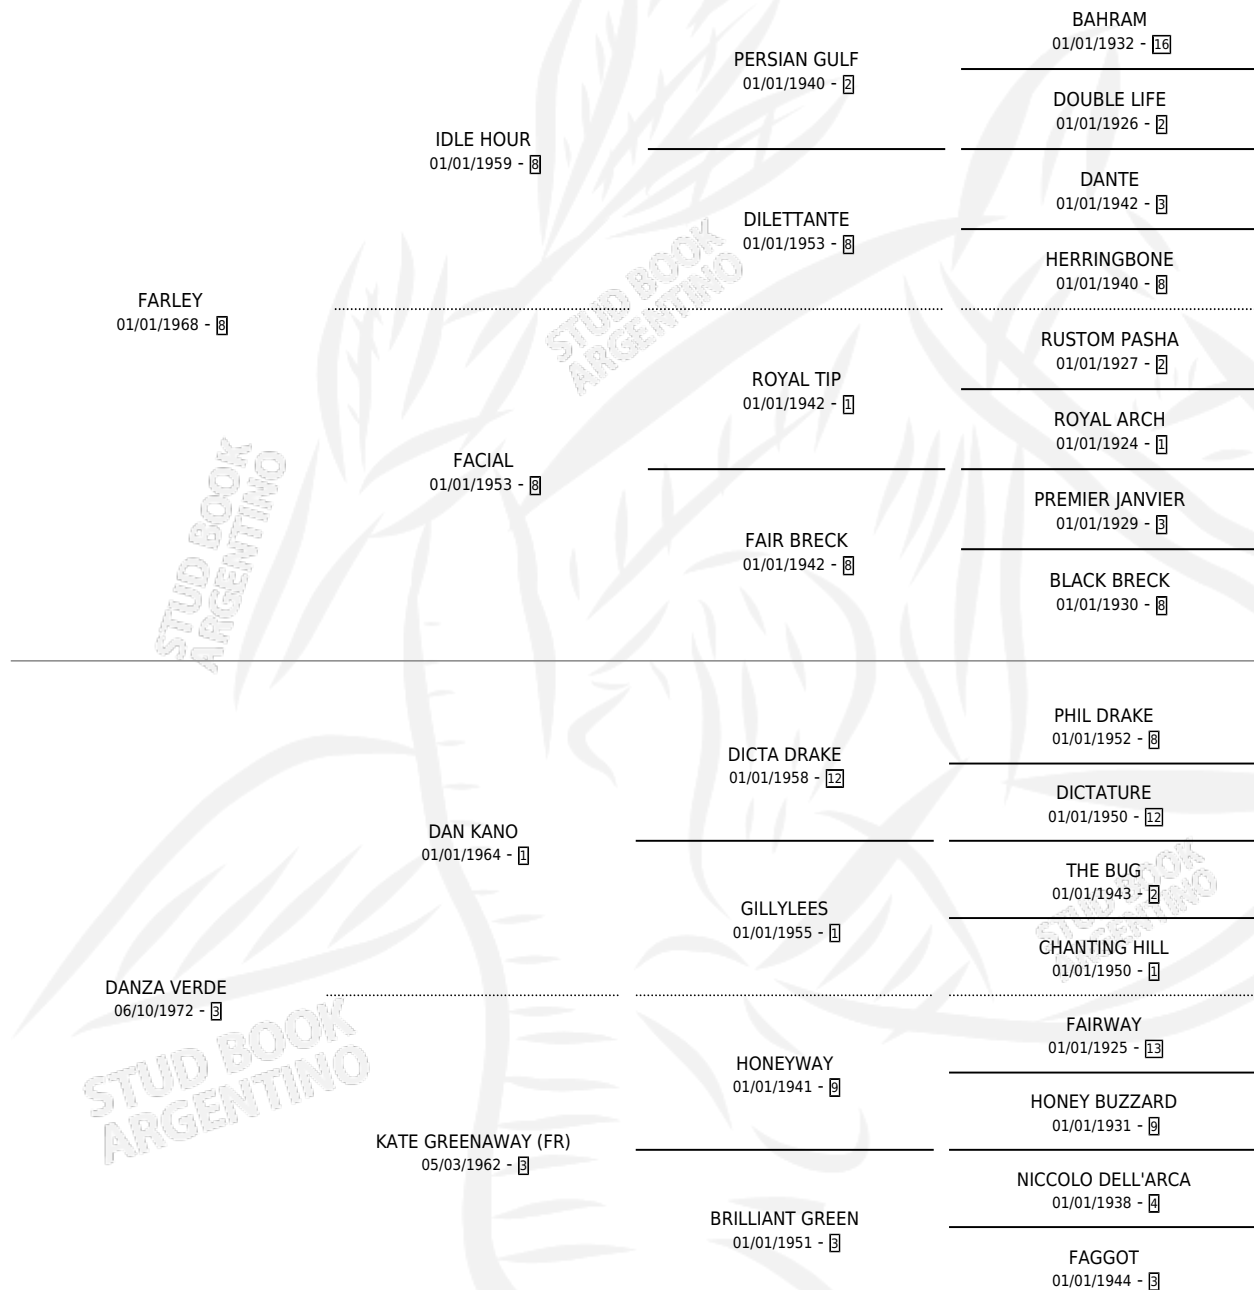 BAHRAM
01/01/1932 - 16
PERSIAN GULF
01/01/1940 - 2
DOUBLE LIFE
01/01/1926 - 2
IDLE HOUR
01/01/1959 - 8
DANTE
01/01/1942 - 3
DILETTANTE
01/01/1953 - 8
HERRINGBONE
01/01/1940 - 8
FARLEY
01/01/1968 - 8
RUSTOM PASHA
01/01/1927 - 2
ROYAL TIP
01/01/1942 - 1
ROYAL ARCH
01/01/1924 - 1
FACIAL
01/01/1953 - 8
PREMIER JANVIER
01/01/1929 - 3
FAIR BRECK
01/01/1942 - 8
BLACK BRECK
01/01/1930 - 8
PHIL DRAKE
01/01/1952 - 8
DICTA DRAKE
01/01/1958 - 12
DICTATURE
01/01/1950 - 12
DAN KANO
01/01/1964 - 1
THE BUG
01/01/1943 - 2
GILLYLEES
01/01/1955 - 1
CHANTING HILL
01/01/1950 - 1
DANZA VERDE
06/10/1972 - 3
FAIRWAY
01/01/1925 - 13
HONEYWAY
01/01/1941 - 9
HONEY BUZZARD
01/01/1931 - 9
KATE GREENAWAY (FR)
05/03/1962 - 3
NICCOLO DELL'ARCA
01/01/1938 - 4
BRILLIANT GREEN
01/01/1951 - 3
FAGGOT
01/01/1944 - 3
STUD BOOK
ARGENTINO
STUD BOOK
ARGENTINO
STUD BOOK
ARGENTINO
STUD BOOK
ARGENTINO